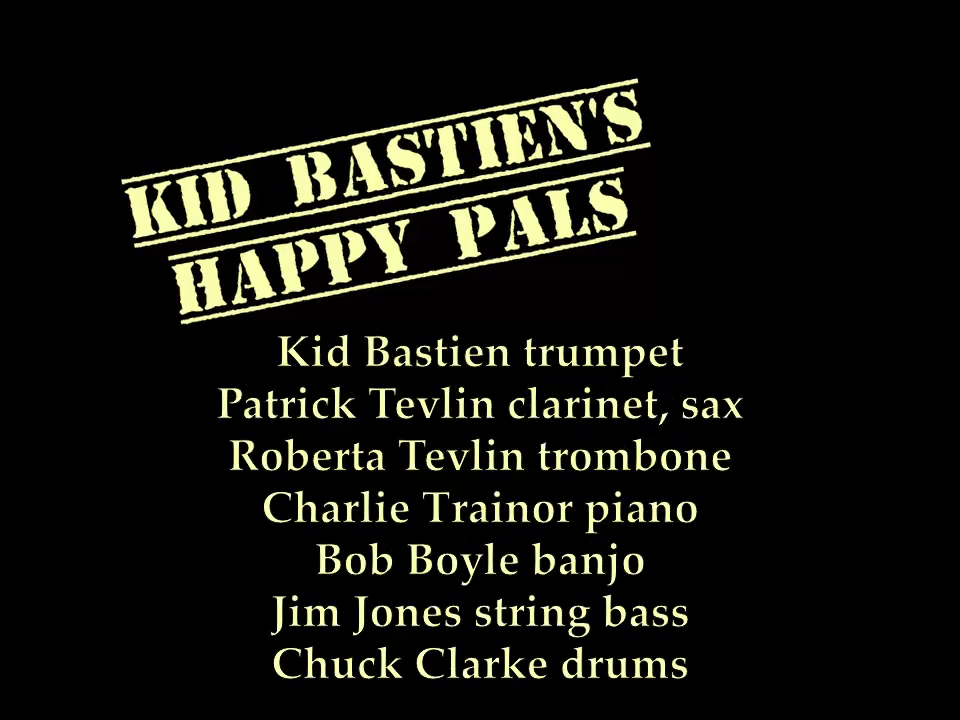 KID BASTIEN'S
HAPPY PALS
Kid Bastien trumpet
Patrick Tevlin clarinet, sax
Roberta Tevlin trombone
Charlie Trainor piano
Bob Boyle banjo
Jim Jones string bass
Chuck Clarke drums